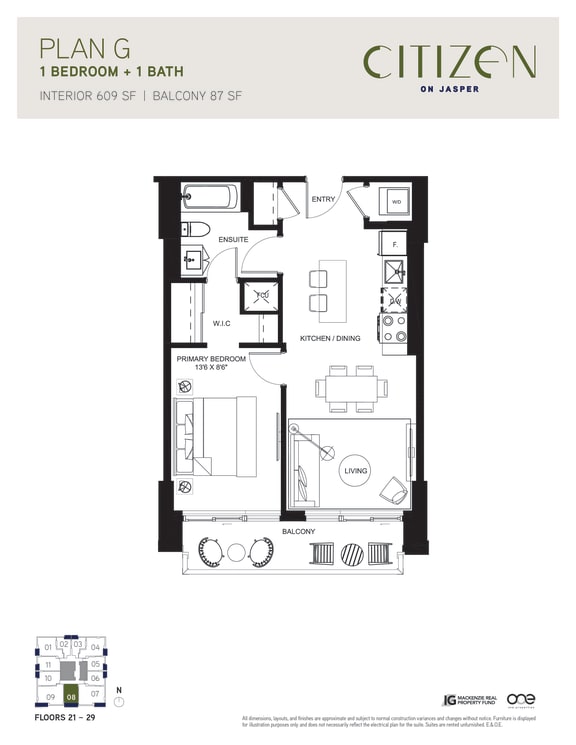 PLAN G
1 BEDROOM + 1 BATH
INTERIOR 609 SF | BALCONY 87 SF
CITIZEN
ON JASPER
ENTRY
W/D
ENSUITE
F.
FCU
D/W
W.I.C
KITCHEN / DINING
PRIMARY BEDROOM
13'6 X 8'6"
LIVING
BALCONY
01 02 03 04
11 05
10 06
09 08 07
N
FLOORS 21 – 29
MACKENZIE REAL
PROPERTY FUND
one
All dimensions, layouts, and finishes are approximate and subject to normal construction variances and changes without notice. Furniture is displayed
for illustration purposes only and does not necessarily reflect the electrical plan for the suite. Suites are rented unfurnished. E.& O.E.